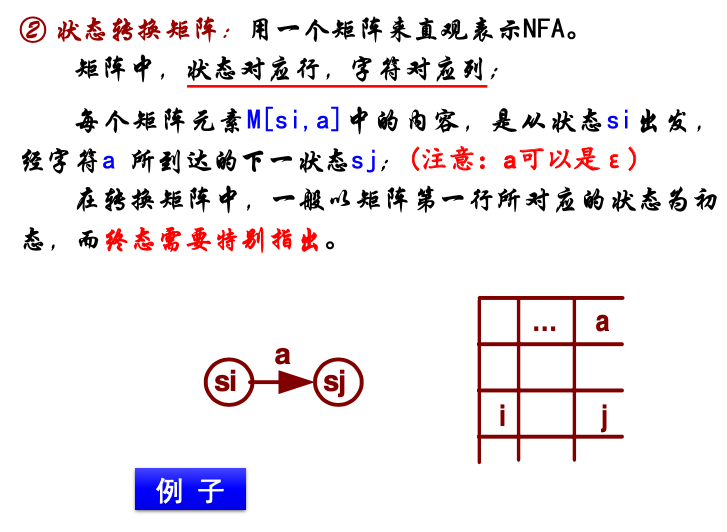 ② 状态转换矩阵：用一个矩阵来直观表示NFA。
矩阵中，状态对应行，字符对应列；
每个矩阵元素M[si,a]中的内容，是从状态si出发，
经字符a 所到达的下一状态sj；(注意：a可以是ε)
在转换矩阵中，一般以矩阵第一行所对应的状态为初
态，而终态需要特别指出。
... a
a
si sj
i j
例 子